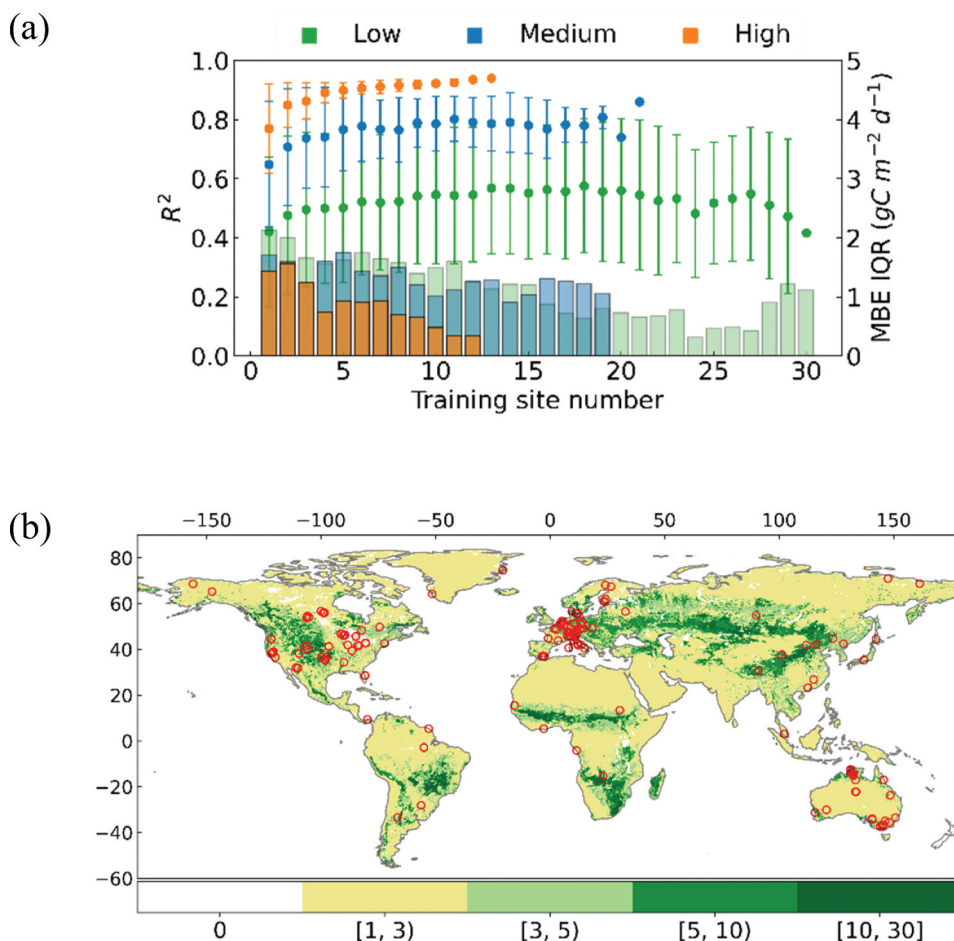 (a)
Low Medium High
1.0 5
0.8 4
0.6 3
0.4 2
0.2 1
0.0 0
R²
MBE IQR (gC m⁻² d⁻¹)
0 5 10 15 20 25 30
Training site number
(b)
−150 −100 −50 0 50 100 150
80
60
40
20
0
−20
−40
−60
0 [1, 3) [3, 5) [5, 10) [10, 30]